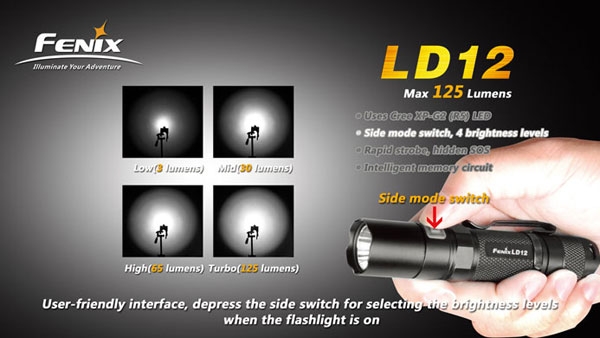 FENIX
Illuminate Your Adventure
LD12
Max 125 Lumens
• Uses Cree XP-G2 (R5) LED
• Side mode switch, 4 brightness levels
• Rapid strobe, hidden SOS
• Intelligent memory circuit
Low(3 lumens) Mid(30 lumens)
High(65 lumens) Turbo(125 lumens)
Side mode switch
FENIX LD12
User-friendly interface, depress the side switch for selecting the brightness levels
when the flashlight is on